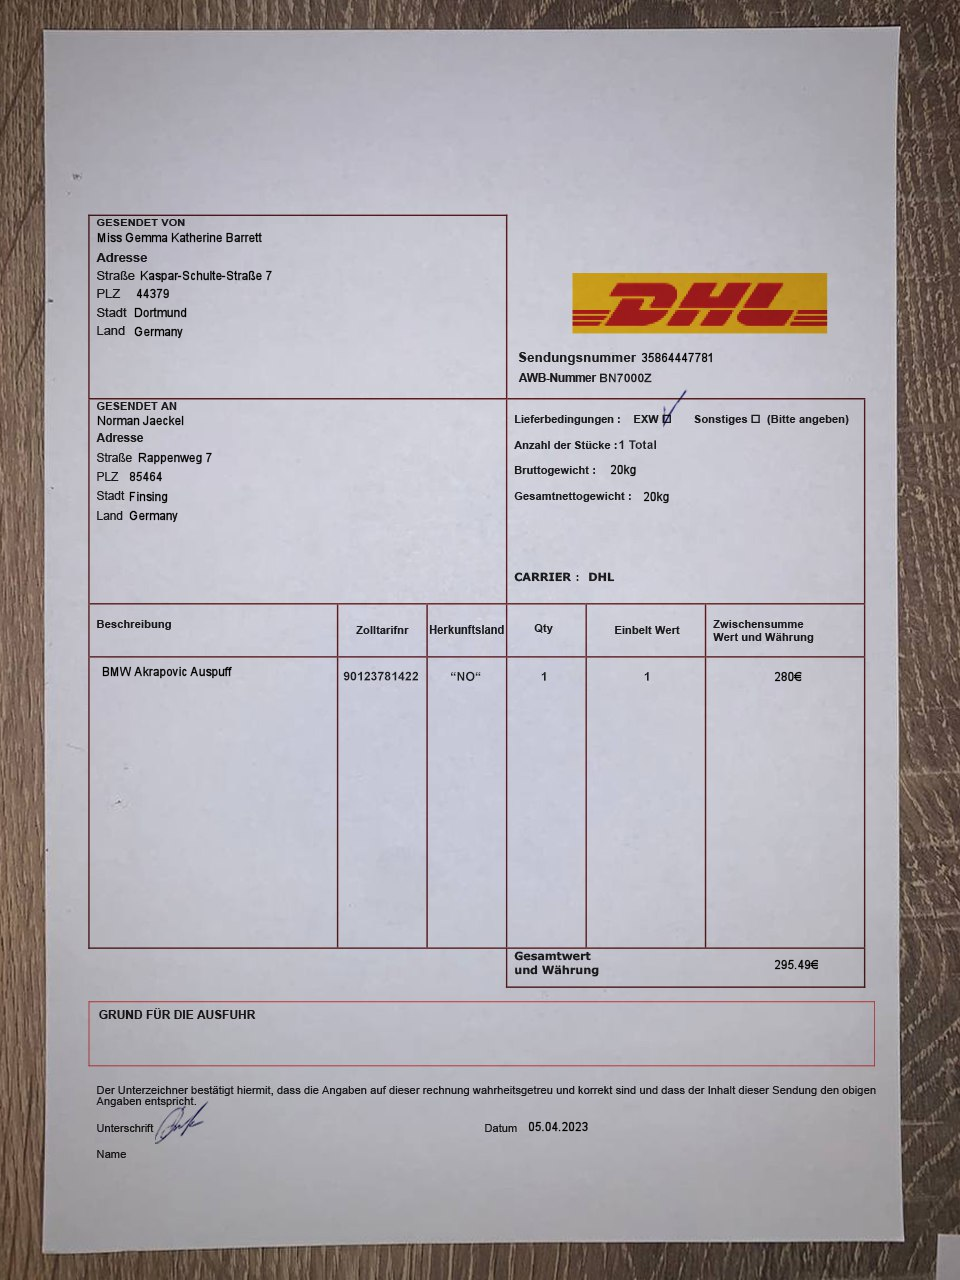 GESENDET VON
Miss Gemma Katherine Barrett
Adresse
Straße Kaspar-Schulte-Straße 7
PLZ 44379
Stadt Dortmund
Land Germany
DHL
Sendungsnummer 35864447781
AWB-Nummer BN7000Z
GESENDET AN
Norman Jaeckel
Adresse
Straße Rappenweg 7
PLZ 85464
Stadt Finsing
Land Germany
Lieferbedingungen : EXW Sonstiges (Bitte angeben)
Anzahl der Stücke : 1 Total
Bruttogewicht : 20kg
Gesamtnettogewicht : 20kg
CARRIER : DHL
Beschreibung Zolltarifnr Herkunftsland Qty Einbelt Wert Zwischensumme
Wert und Währung
BMW Akrapovic Auspuff 90123781422 “NO“ 1 1 280€
Gesamtwert
und Währung 295.49€
GRUND FÜR DIE AUSFUHR
Der Unterzeichner bestätigt hiermit, dass die Angaben auf dieser rechnung wahrheitsgetreu und korrekt sind und dass der Inhalt dieser Sendung den obigen
Angaben entspricht.
Unterschrift Datum 05.04.2023
Name